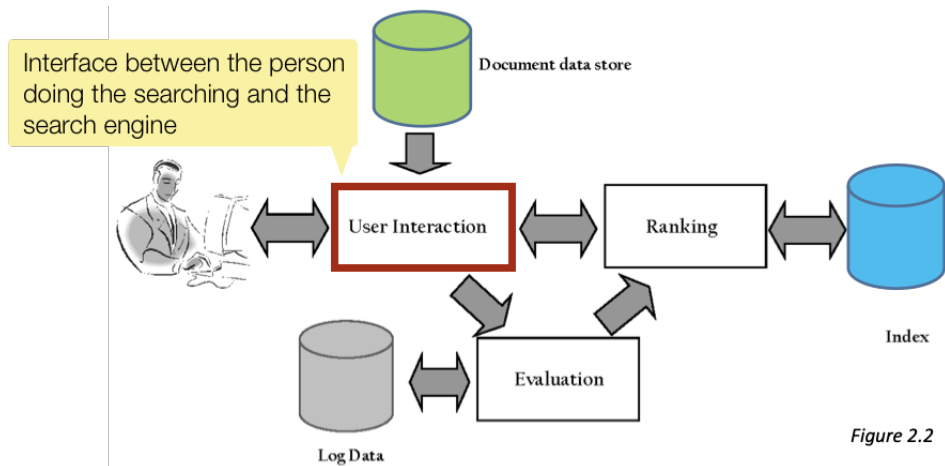 Interface between the person
doing the searching and the
search engine
Document data store
User Interaction
Ranking
Index
Evaluation
Log Data
Figure 2.2